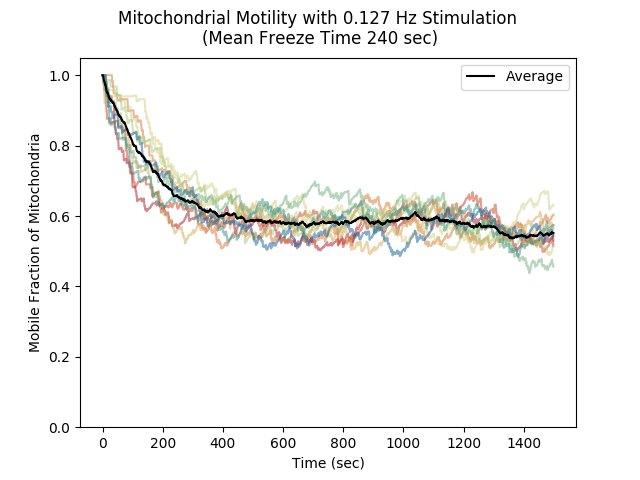 Mitochondrial Motility with 0.127 Hz Stimulation
(Mean Freeze Time 240 sec)
Average
1.0
0.8
0.6
0.4
0.2
0.0
Mobile Fraction of Mitochondria
0 200 400 600 800 1000 1200 1400
Time (sec)